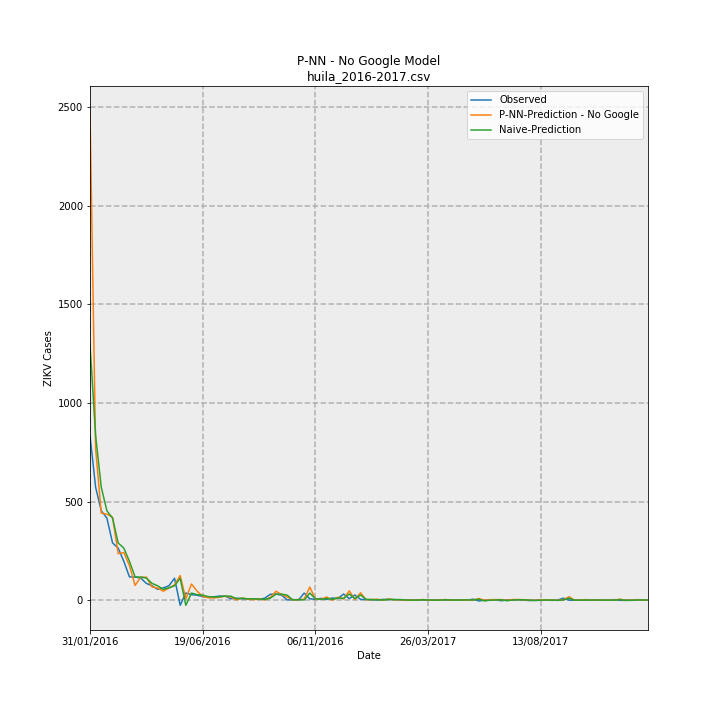 P-NN - No Google Model
huila_2016-2017.csv
Observed
P-NN-Prediction - No Google
Naive-Prediction
2500
2000
1500
1000
500
0
ZIKV Cases
31/01/2016
19/06/2016
06/11/2016
26/03/2017
13/08/2017
Date